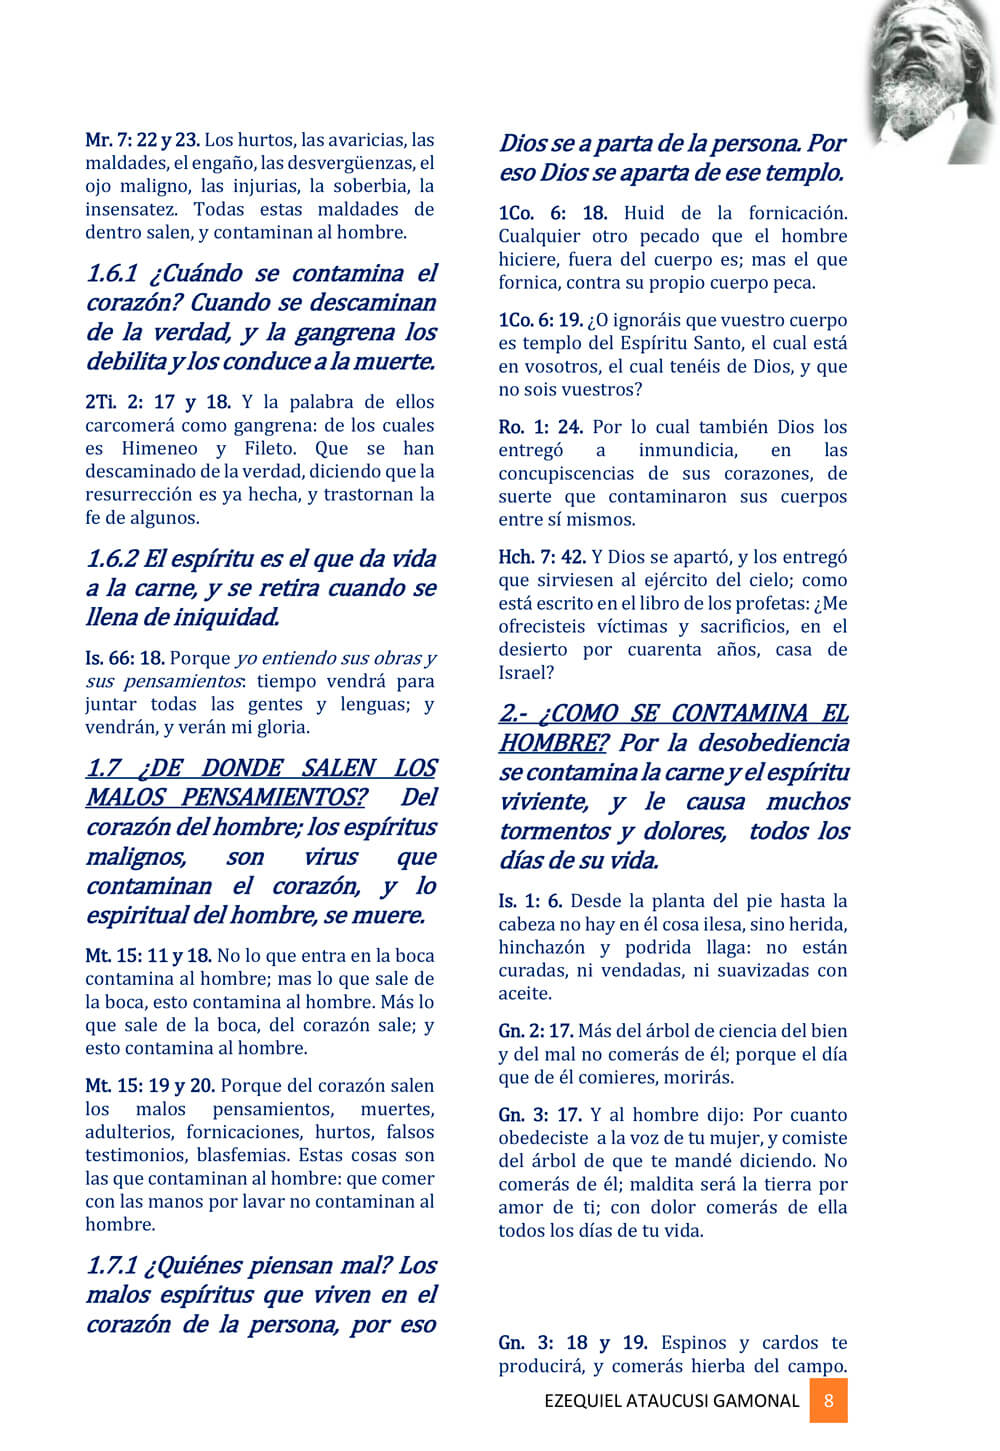 Mr. 7: 22 y 23. Los hurtos, las avaricias, las
maldades, el engaño, las desvergüenzas, el
ojo maligno, las injurias, la soberbia, la
insensatez. Todas estas maldades de
dentro salen, y contaminan al hombre.
1.6.1 ¿Cuándo se contamina el
corazón? Cuando se descaminan
de la verdad, y la gangrena los
debilita y los conduce a la muerte.
2Ti. 2: 17 y 18. Y la palabra de ellos
carcomerá como gangrena: de los cuales
es Himeneo y Fileto. Que se han
descaminado de la verdad, diciendo que la
resurrección es ya hecha, y trastornan la
fe de algunos.
1.6.2 El espíritu es el que da vida
a la carne, y se retira cuando se
llena de iniquidad.
Is. 66: 18. Porque yo entiendo sus obras y
sus pensamientos: tiempo vendrá para
juntar todas las gentes y lenguas; y
vendrán, y verán mi gloria.
1.7 ¿DE DONDE SALEN LOS
MALOS PENSAMIENTOS? Del
corazón del hombre; los espíritus
malignos, son virus que
contaminan el corazón, y lo
espiritual del hombre, se muere.
Mt. 15: 11 y 18. No lo que entra en la boca
contamina al hombre; mas lo que sale de
la boca, esto contamina al hombre. Más lo
que sale de la boca, del corazón sale; y
esto contamina al hombre.
Mt. 15: 19 y 20. Porque del corazón salen
los malos pensamientos, muertes,
adulterios, fornicaciones, hurtos, falsos
testimonios, blasfemias. Estas cosas son
las que contaminan al hombre: que comer
con las manos por lavar no contaminan al
hombre.
1.7.1 ¿Quiénes piensan mal? Los
malos espíritus que viven en el
corazón de la persona, por eso
Dios se a parta de la persona. Por
eso Dios se aparta de ese templo.
1Co. 6: 18. Huid de la fornicación.
Cualquier otro pecado que el hombre
hiciere, fuera del cuerpo es; mas el que
fornica, contra su propio cuerpo peca.
1Co. 6: 19. ¿O ignoráis que vuestro cuerpo
es templo del Espíritu Santo, el cual está
en vosotros, el cual tenéis de Dios, y que
no sois vuestros?
Ro. 1: 24. Por lo cual también Dios los
entregó a inmundicia, en las
concupiscencias de sus corazones, de
suerte que contaminaron sus cuerpos
entre sí mismos.
Hch. 7: 42. Y Dios se apartó, y los entregó
que sirviesen al ejército del cielo; como
está escrito en el libro de los profetas: ¿Me
ofrecisteis víctimas y sacrificios, en el
desierto por cuarenta años, casa de
Israel?
2.- ¿COMO SE CONTAMINA EL
HOMBRE? Por la desobediencia
se contamina la carne y el espíritu
viviente, y le causa muchos
tormentos y dolores, todos los
días de su vida.
Is. 1: 6. Desde la planta del pie hasta la
cabeza no hay en él cosa ilesa, sino herida,
hinchazón y podrida llaga: no están
curadas, ni vendadas, ni suavizadas con
aceite.
Gn. 2: 17. Más del árbol de ciencia del bien
y del mal no comerás de él; porque el día
que de él comieres, morirás.
Gn. 3: 17. Y al hombre dijo: Por cuanto
obedeciste a la voz de tu mujer, y comiste
del árbol de que te mandé diciendo. No
comerás de él; maldita será la tierra por
amor de ti; con dolor comerás de ella
todos los días de tu vida.
Gn. 3: 18 y 19. Espinos y cardos te
producirá, y comerás hierba del campo.
EZEQUIEL ATAUCUSI GAMONAL 8